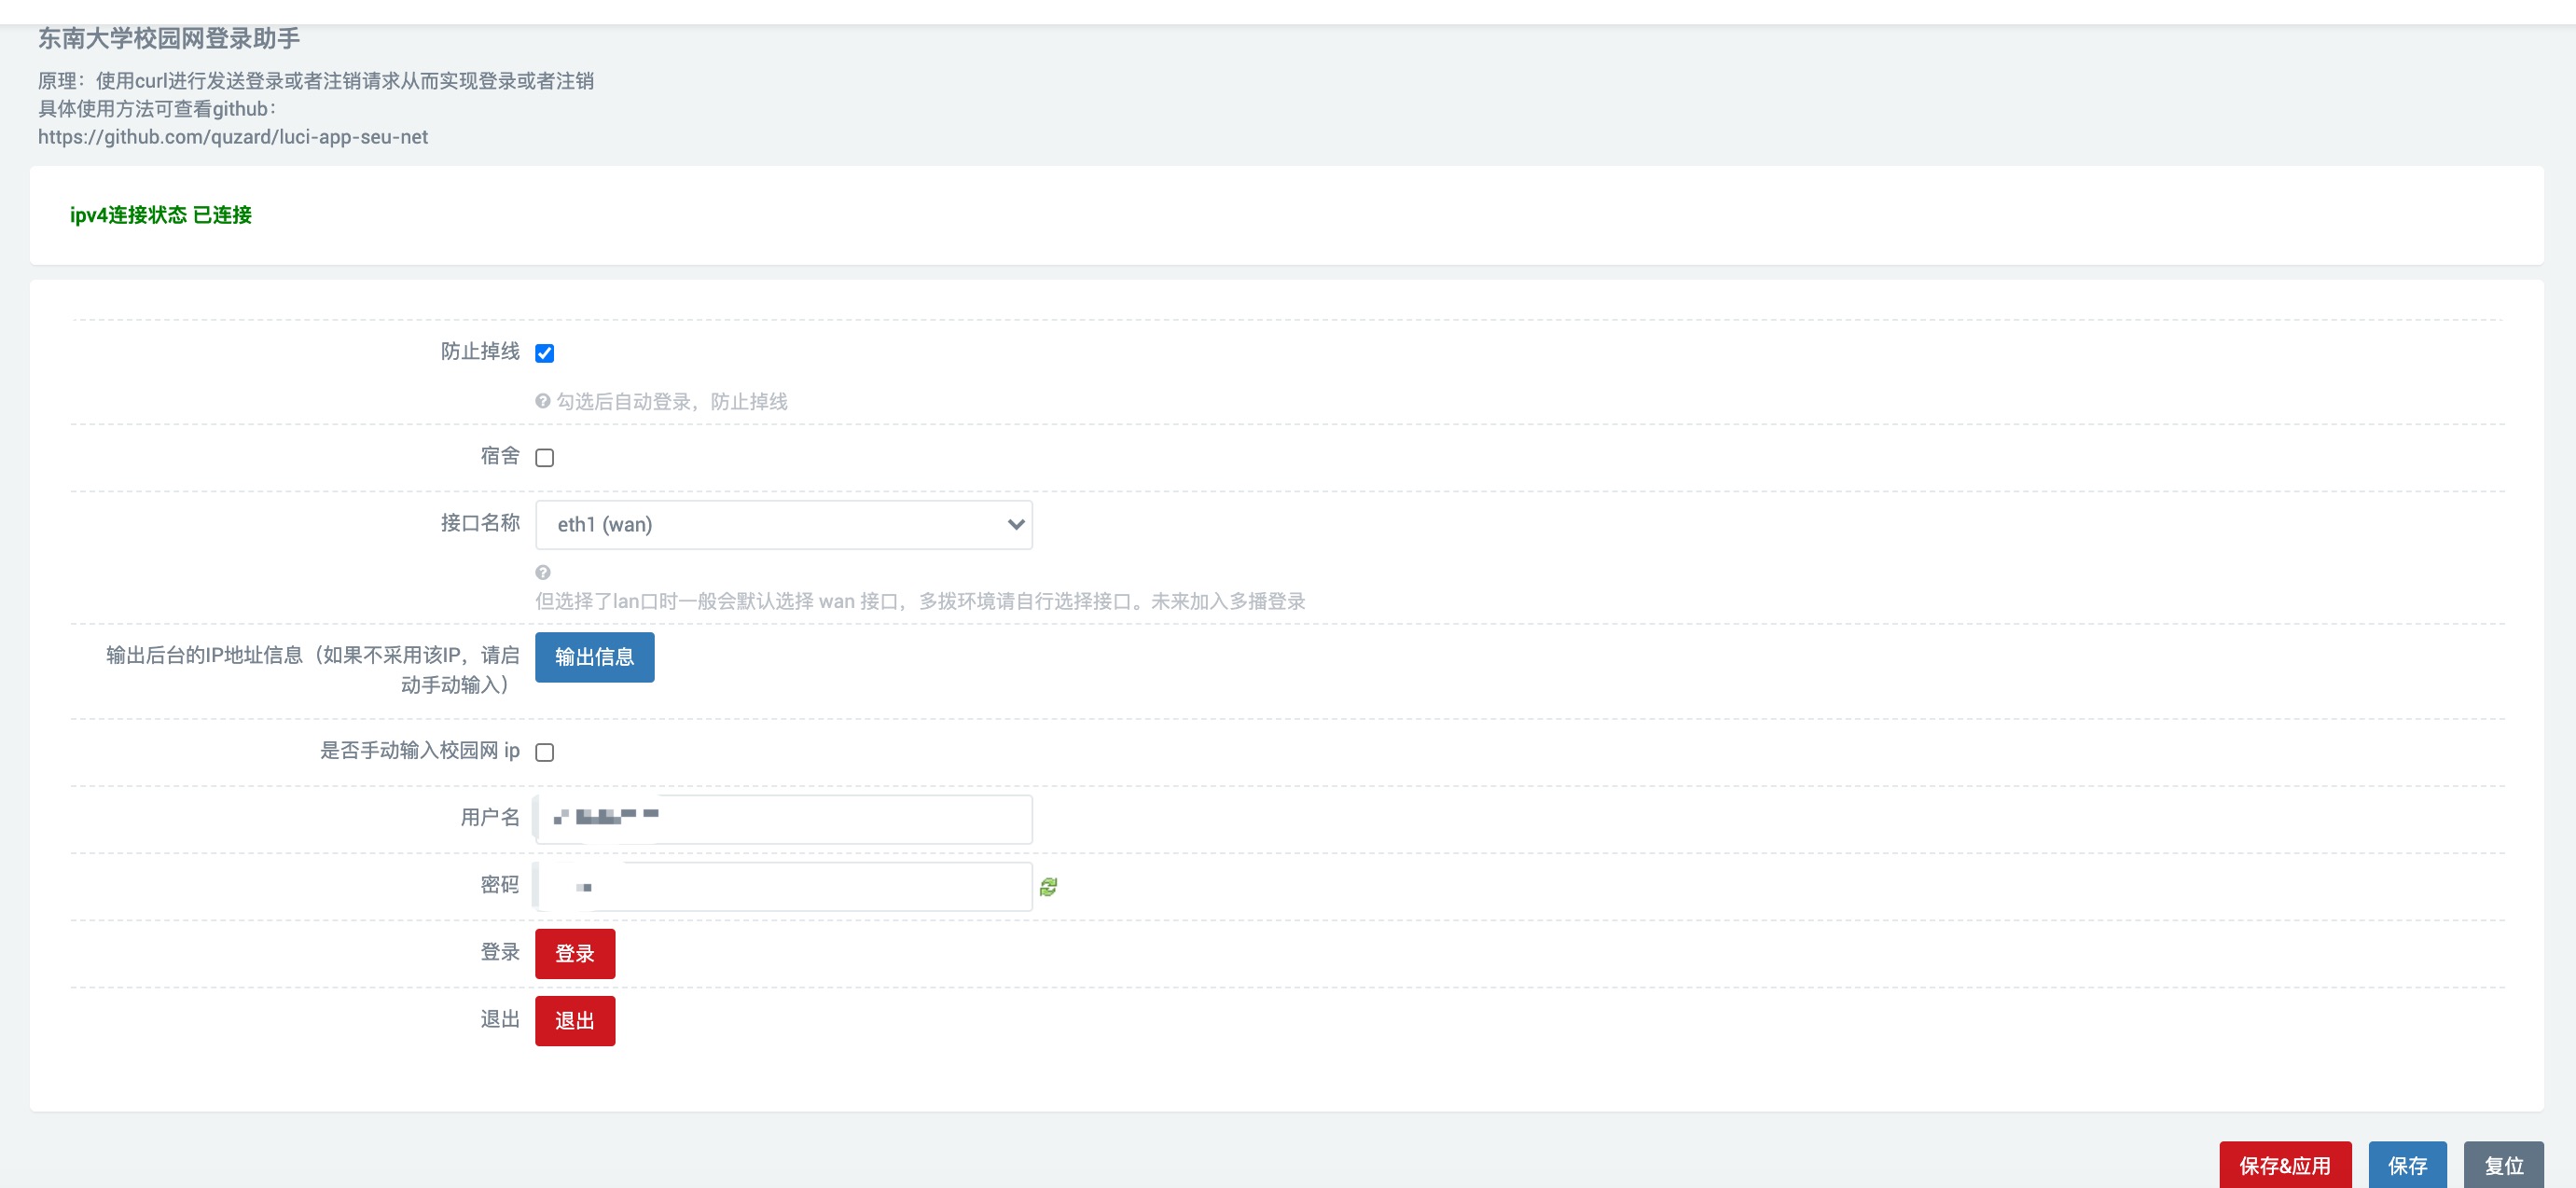 东南大学校园网登录助手
原理：使用curl进行发送登录或者注销请求从而实现登录或者注销
具体使用方法可查看github：
https://github.com/quzard/luci-app-seu-net
ipv4连接状态 已连接
防止掉线
勾选后自动登录，防止掉线
宿舍
接口名称
eth1 (wan)
但选择了lan口时一般会默认选择 wan 接口，多拨环境请自行选择接口。未来加入多播登录
输出后台的IP地址信息（如果不采用该IP，请启
动手动输入）
输出信息
是否手动输入校园网 ip
用户名
密码
登录
登录
退出
退出
保存&应用
保存
复位